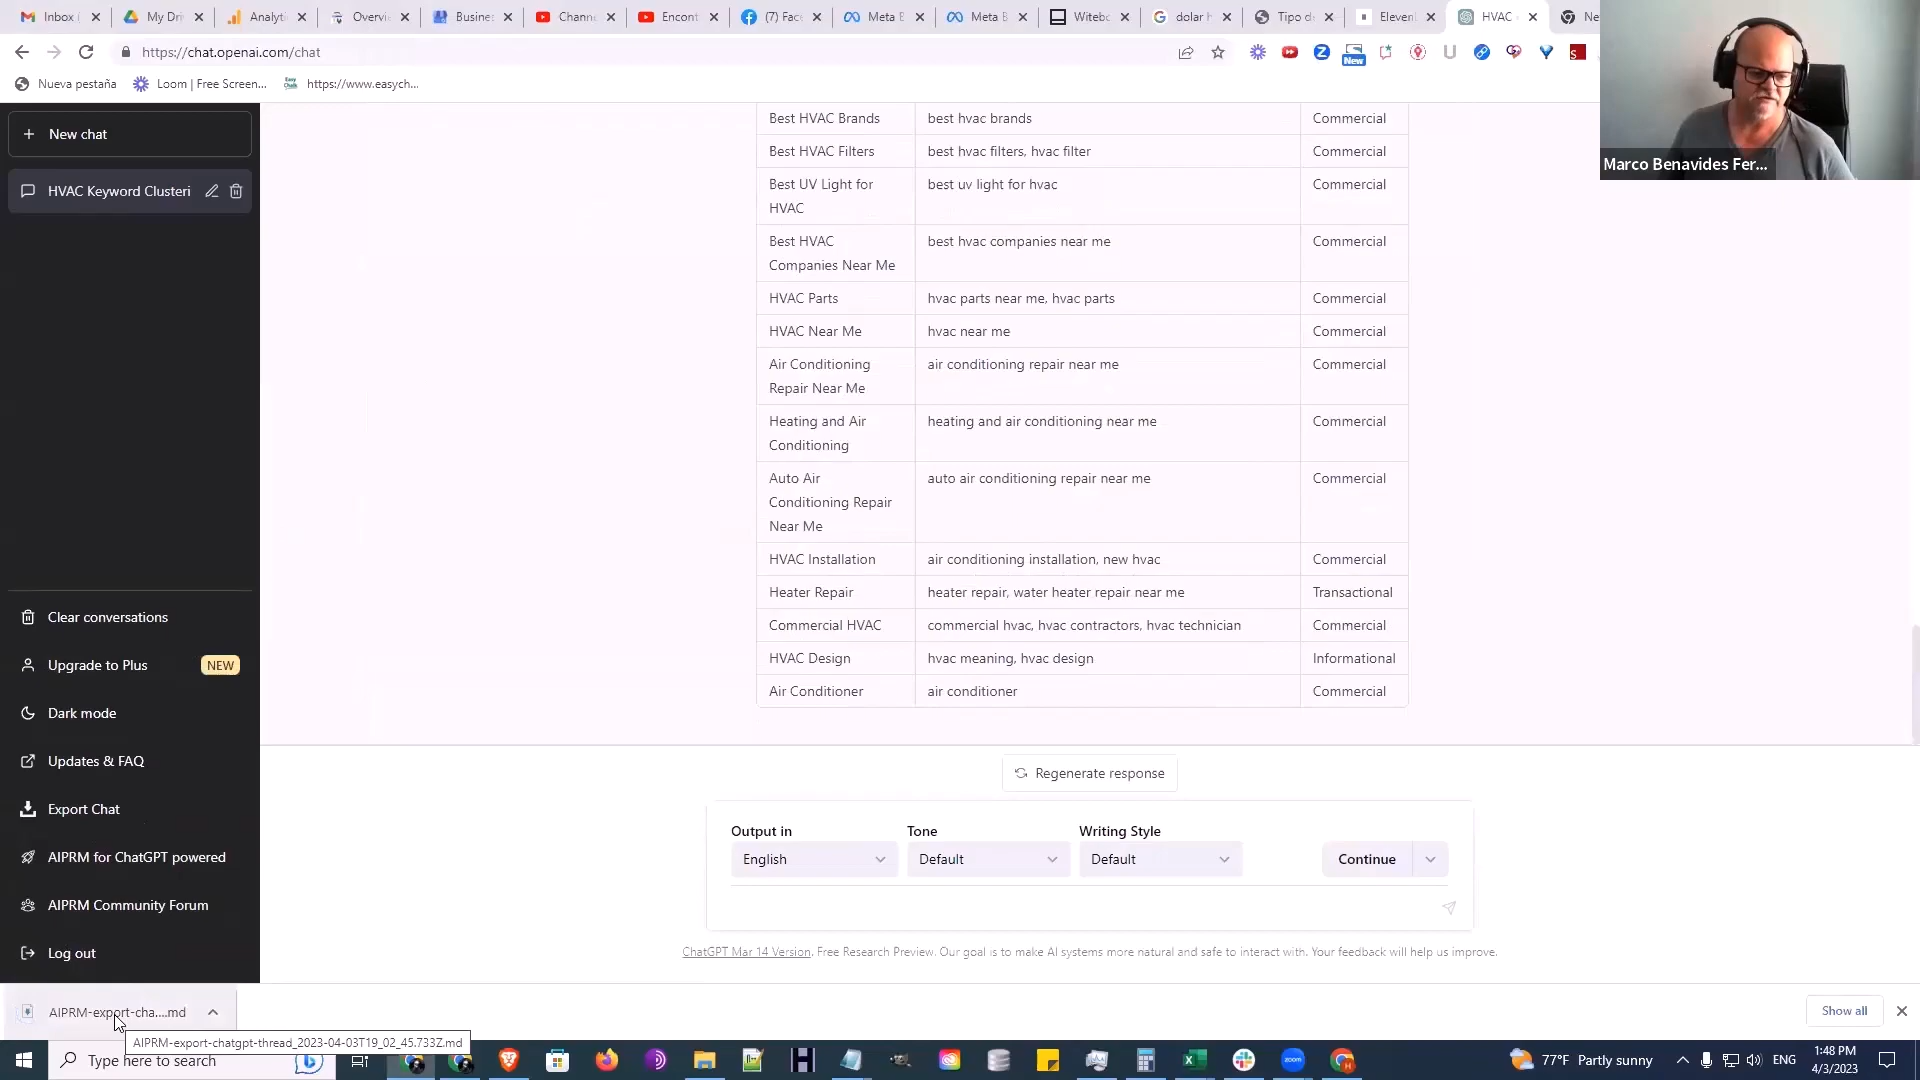 Inbox (
My Dri
Analyti
Overvie
Busines
Channe
Encont
(7) Face
Meta B
Meta B
Witebo
dolar h
Tipo d
Eleven
HVAC
Ne
https://chat.openai.com/chat
New
Nueva pestaña
Loom | Free Screen...
https://www.easych...
Marco Benavides Fer...
New chat
HVAC Keyword Clusteri
Clear conversations
Upgrade to Plus
NEW
Dark mode
Updates & FAQ
Export Chat
AIPRM for ChatGPT powered
AIPRM Community Forum
Log out
Best HVAC Brands
best hvac brands
Commercial
Best HVAC Filters
best hvac filters, hvac filter
Commercial
Best UV Light for
HVAC
best uv light for hvac
Commercial
Best HVAC
Companies Near Me
best hvac companies near me
Commercial
HVAC Parts
hvac parts near me, hvac parts
Commercial
HVAC Near Me
hvac near me
Commercial
Air Conditioning
Repair Near Me
air conditioning repair near me
Commercial
Heating and Air
Conditioning
heating and air conditioning near me
Commercial
Auto Air
Conditioning Repair
Near Me
auto air conditioning repair near me
Commercial
HVAC Installation
air conditioning installation, new hvac
Commercial
Heater Repair
heater repair, water heater repair near me
Transactional
Commercial HVAC
commercial hvac, hvac contractors, hvac technician
Commercial
HVAC Design
hvac meaning, hvac design
Informational
Air Conditioner
air conditioner
Commercial
Regenerate response
Output in
Tone
Writing Style
English
Default
Default
Continue
ChatGPT Mar 14 Version. Free Research Preview. Our goal is to make AI systems more natural and safe to interact with. Your feedback will help us improve.
AIPRM-export-cha....md
Show all
AIPRM-export-chatgpt-thread_2023-04-03T19_02_45.733Z.md
Type here to search
77°F Partly sunny
ENG
1:48 PM
4/3/2023